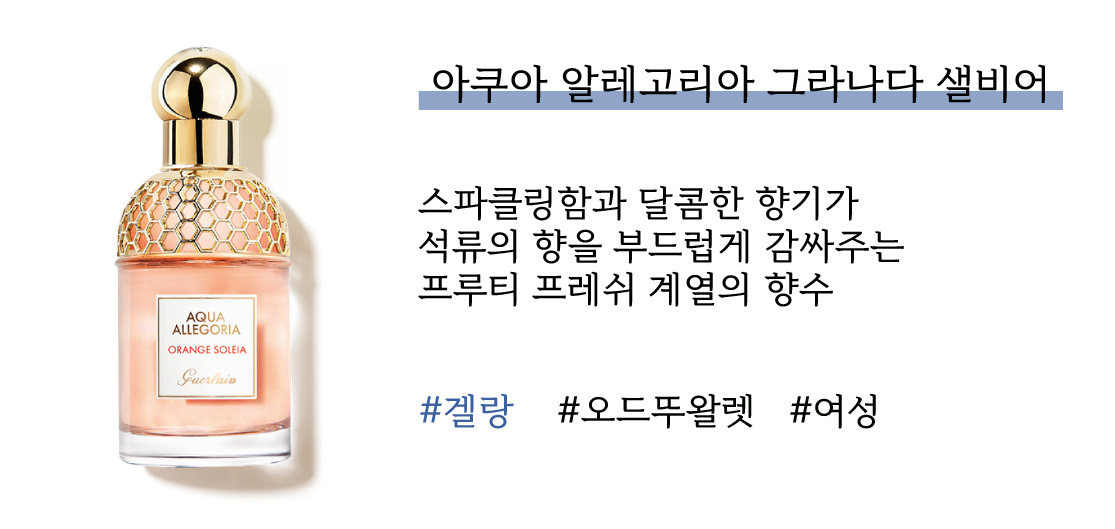 아쿠아 알레고리아 그라나다 샐비어
스파클링함과 달콤한 향기가
석류의 향을 부드럽게 감싸주는
프루티 프레쉬 계열의 향수
#겔랑 #오드뚜왈렛 #여성
AQUA
ALLEGORIA
ORANGE SOLEIA
Guerlain